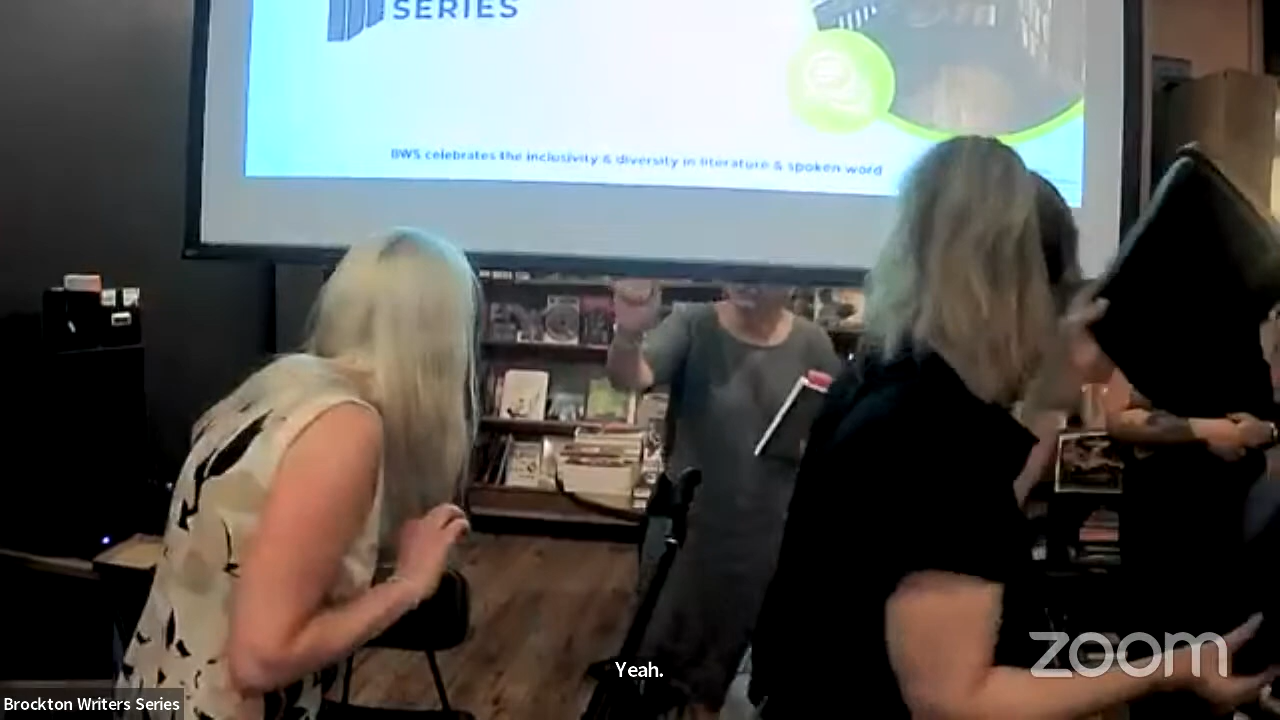 SERIES
BWS celebrates the inclusivity & diversity in literature & spoken word
Yeah.
zoom
Brockton Writers Series